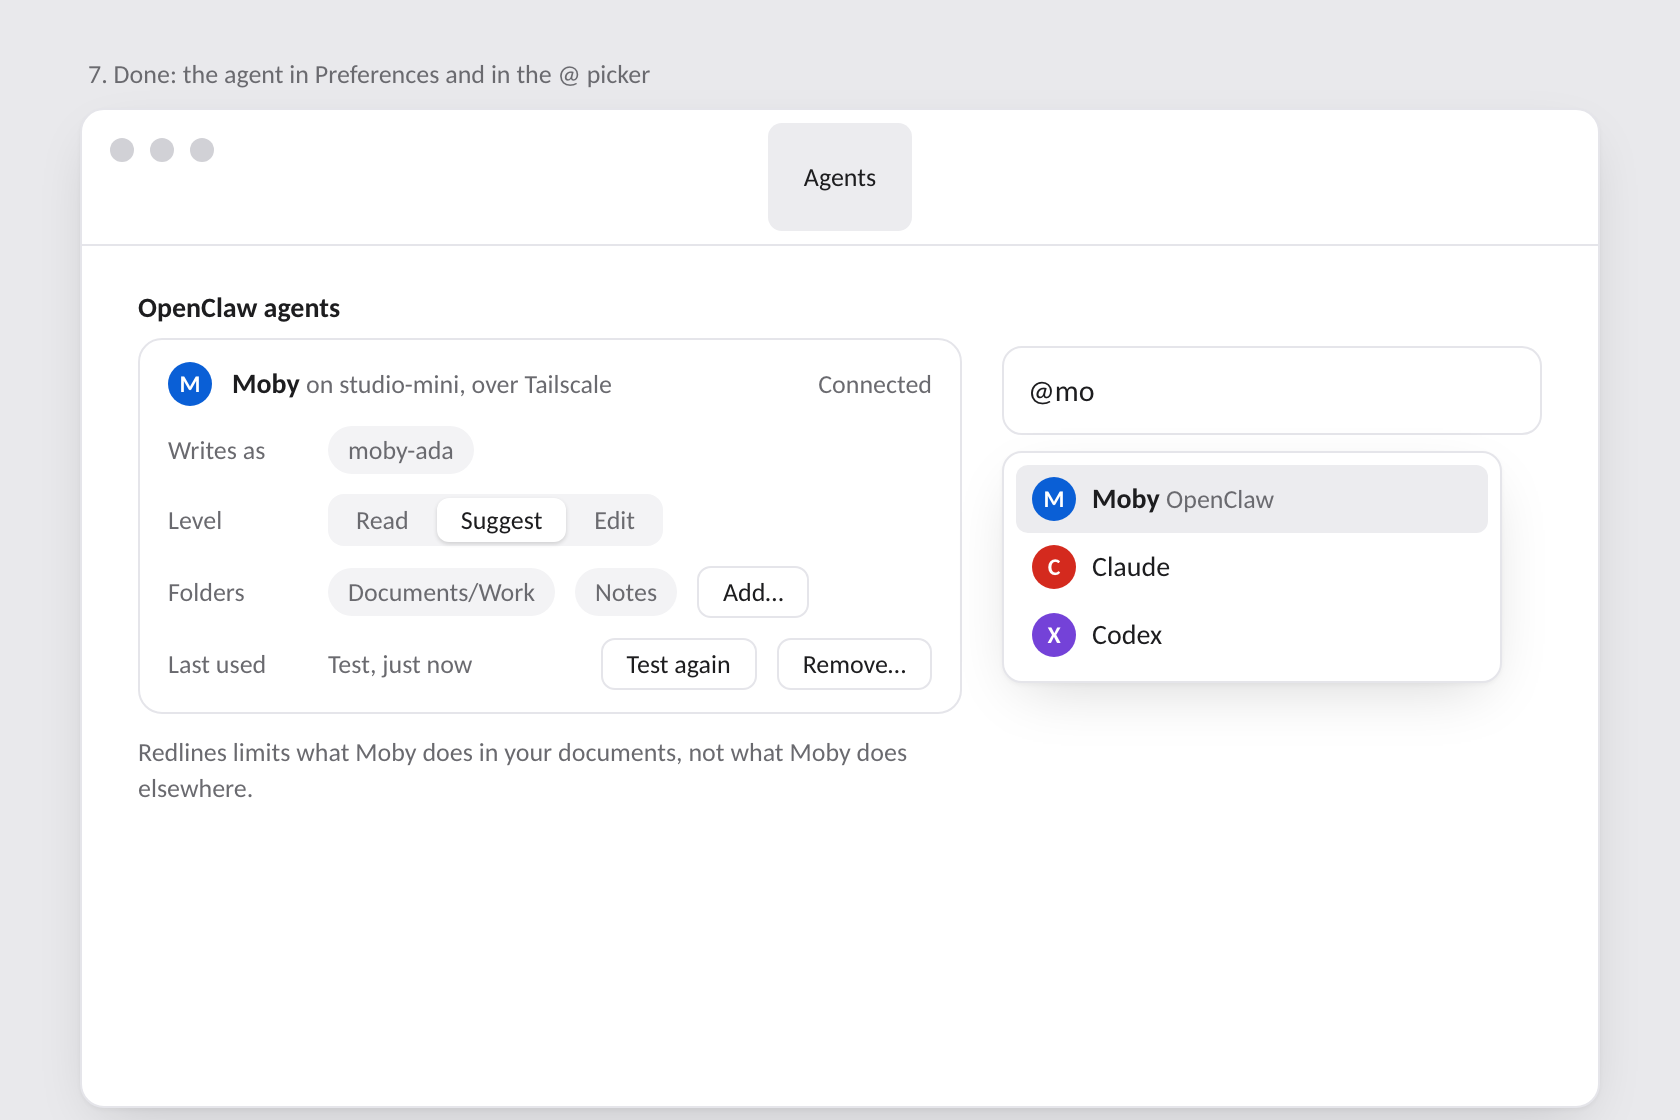 7. Done: the agent in Preferences and in the @ picker
Agents
OpenClaw agents
M Moby on studio-mini, over Tailscale Connected
Writes as moby-ada
Level Read Suggest Edit
Folders Documents/Work Notes Add...
Last used Test, just now Test again Remove...
Redlines limits what Moby does in your documents, not what Moby does
elsewhere.
@mo
M Moby OpenClaw
C Claude
X Codex